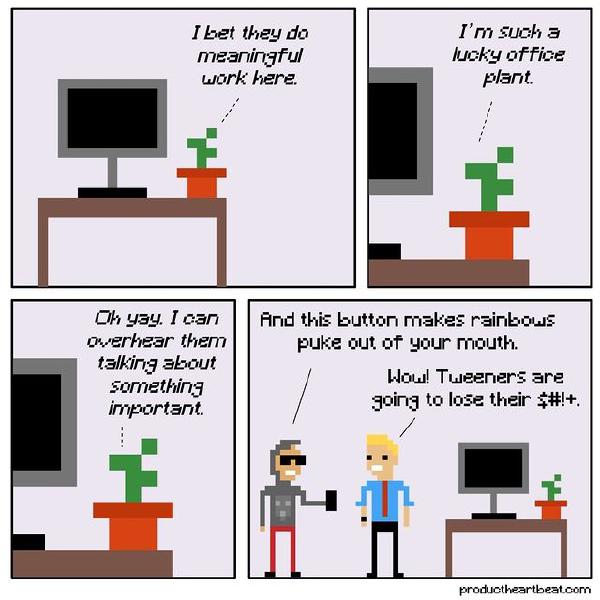 I bet they do
meaningful
work here.
I'm such a
lucky office
plant.
Oh yay. I can
overhear them
talking about
something
important.
And this button makes rainbows
puke out of your mouth.
Wow! Tweeners are
going to lose their $#!+.
productheartbeat.com